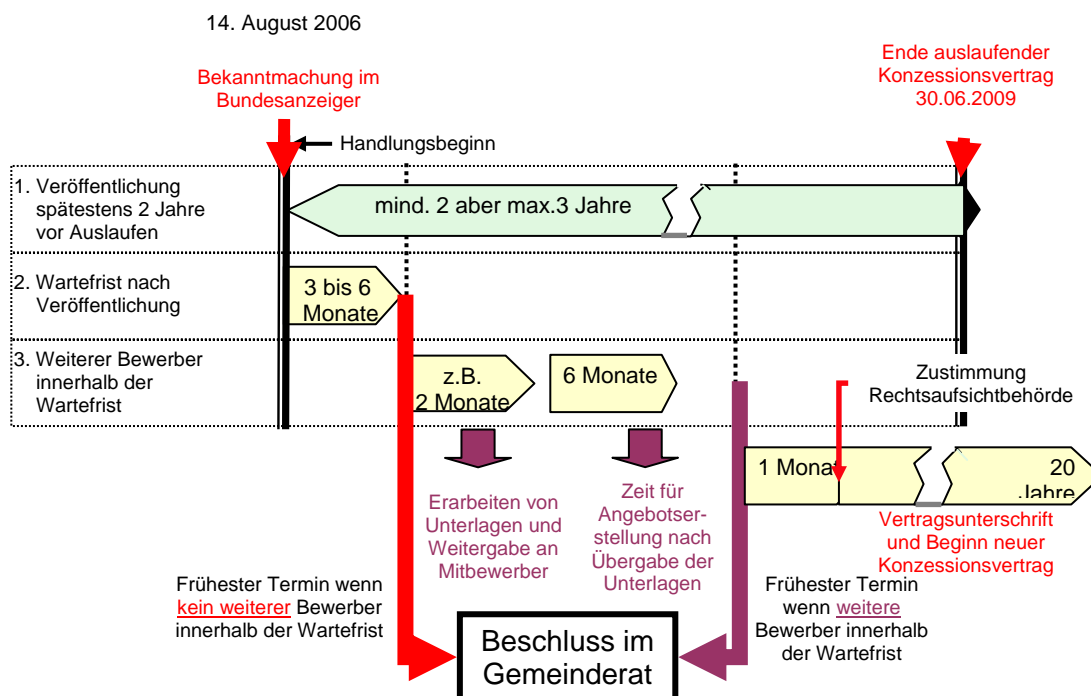 14. August 2006
Bekanntmachung im
Bundesanzeiger
Ende auslaufender
Konzessionsvertrag
30.06.2009
Handlungsbeginn
1. Veröffentlichung
spätestens 2 Jahre
vor Auslaufen
mind. 2 aber max.3 Jahre
2. Wartefrist nach
Veröffentlichung
3 bis 6
Monate
3. Weiterer Bewerber
innerhalb der
Wartefrist
z.B.
2 Monate
6 Monate
Zustimmung
Rechtsaufsichtbehörde
1 Monat
20
Jahre
Erarbeiten von
Unterlagen und
Weitergabe an
Mitbewerber
Zeit für
Angebotser-
stellung nach
Übergabe der
Unterlagen
Vertragsunterschrift
und Beginn neuer
Konzessionsvertrag
Frühester Termin wenn
kein weiterer Bewerber
innerhalb der Wartefrist
Frühester Termin
wenn weitere
Bewerber innerhalb
der Wartefrist
Beschluss im
Gemeinderat